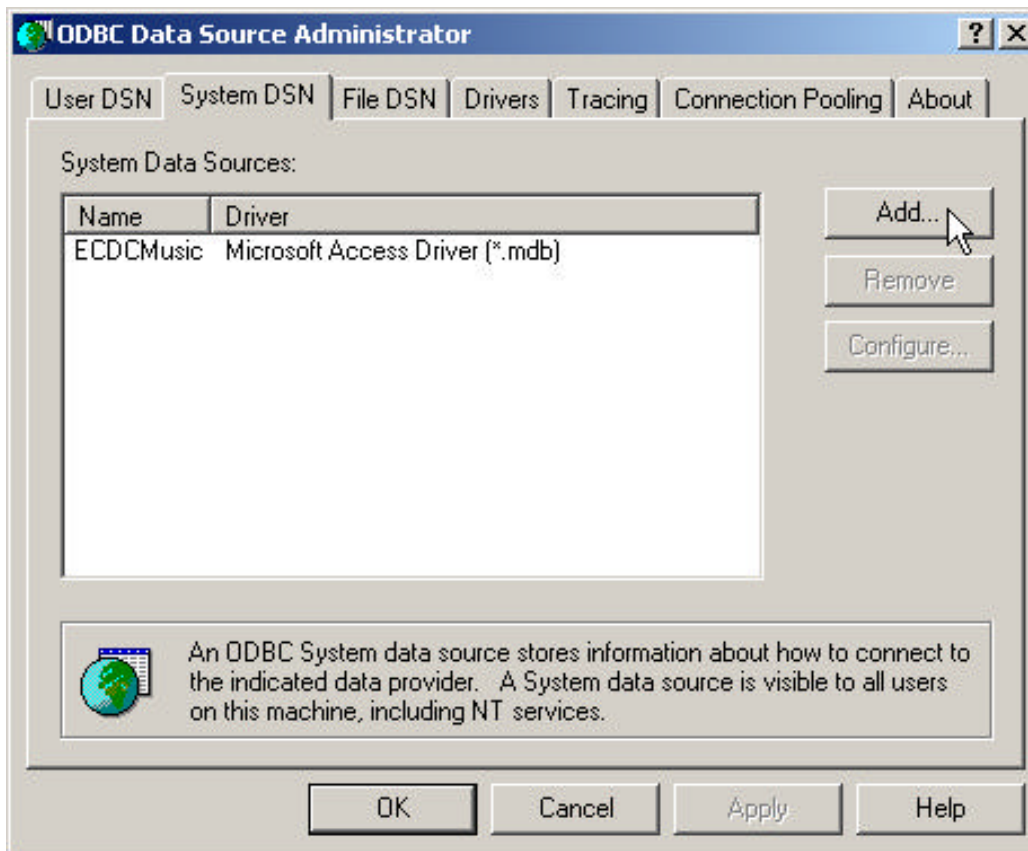 ODBC Data Source Administrator
User DSN System DSN File DSN Drivers Tracing Connection Pooling About
System Data Sources:
Name Driver
ECDCMusic Microsoft Access Driver (*.mdb)
Add...
Remove
Configure...
An ODBC System data source stores information about how to connect to
the indicated data provider. A System data source is visible to all users
on this machine, including NT services.
OK Cancel Apply Help